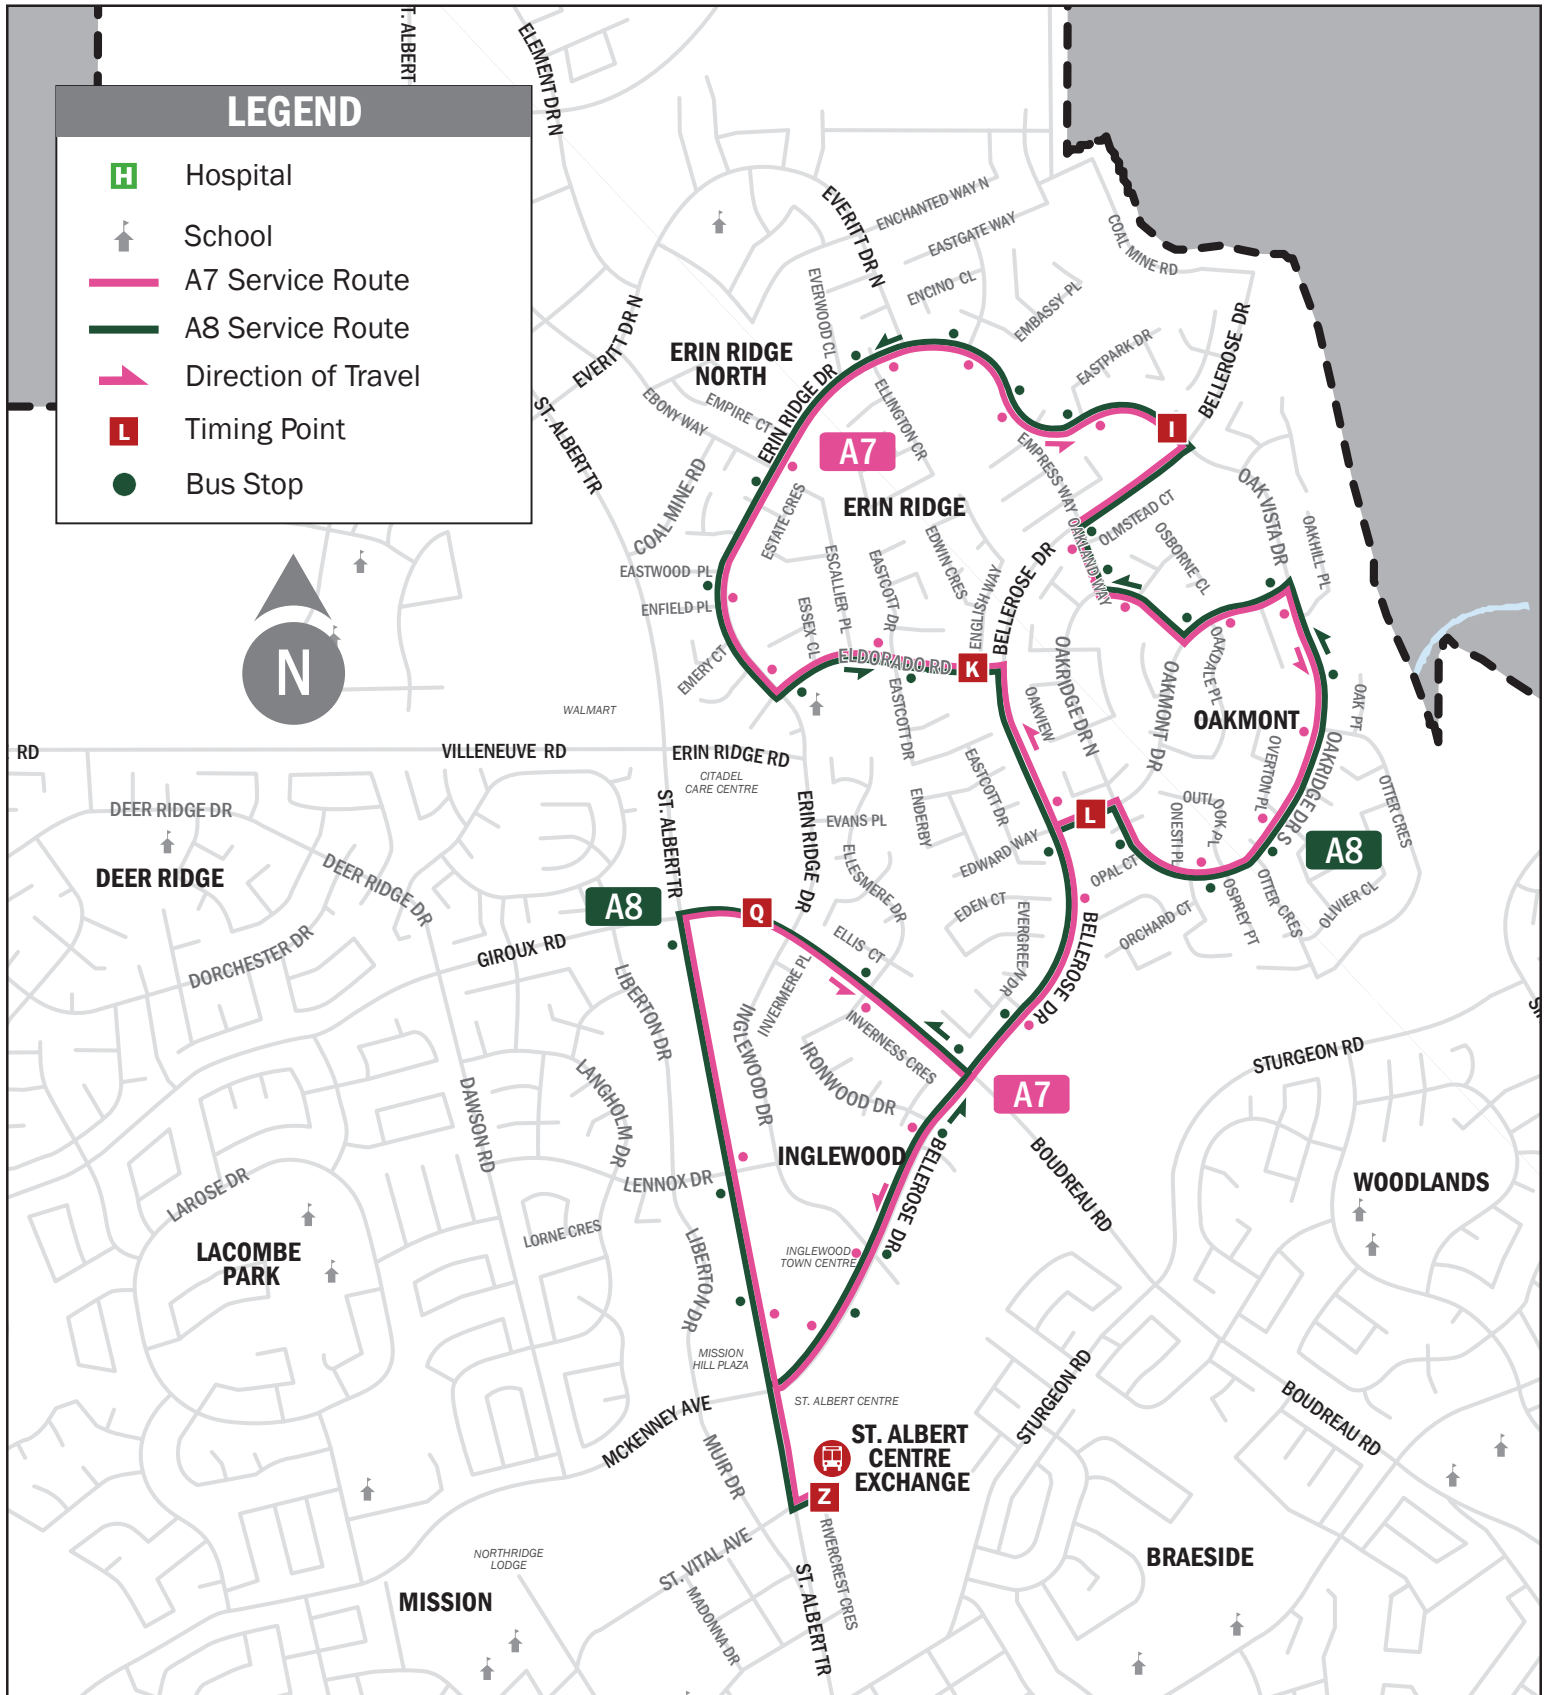 T. ALBERT
ELEMENT DR N
LEGEND
H
Hospital
School
A7 Service Route
A8 Service Route
Direction of Travel
L
Timing Point
Bus Stop
N
EVERITT DR N
ENCHANTED WAY N
EASTGATE WAY
ENCINO CL
COAL MINE RD
EMBASSY PL
EASTPARK DR
BELLEROSE DR
EVERWOOD CL
EVERITT DR N
ERIN RIDGE
NORTH
EBONY WAY
EMPIRE CT
ERIN RIDGE DR
ELLINGTON CR
ST. ALBERT TR
A7
I
EMPRESS WAY
COAL MINE RD
ESTATE CRES
ERIN RIDGE
OAK VISTA DR
OAKHILL PL
OLMSTEAD CT
OSBORNE CL
OAKLAND WAY
EDWIN CRES
ESCALLIER PL
EASTCOTT DR
ENGLISH WAY
BELLEROSE DR
EASTWOOD PL
ENFIELD PL
ESSEX CL
EMERY CT
ELDORADO RD
K
OAKRIDGE DR N
OAKVIEW
OAKMONT DR
OAKDALE PL
OAKMONT
OAK PT
EASTCOTT DR
WALMART
RD
VILLENEUVE RD
ERIN RIDGE RD
CITADEL
CARE CENTRE
OVERTON PL
OAKRIDGE DR S
OTTER CRES
EASTCOTT DR
ENDERBY
ST. ALBERT TR
ERIN RIDGE DR
EVANS PL
DEER RIDGE DR
DEER RIDGE
DEER RIDGE DR
L
OUTLOOK PL
ONESTI PL
EDWARD WAY
OPAL CT
A8
ELLESMERE DR
A8
Q
EDEN CT
EVERGREEN DR
ORCHARD CT
OSPREY PT
OTTER CRES
OLIVIER CL
BELLEROSE DR
ELLIS CT
GIROUX RD
DORCHESTER DR
LIBERTON DR
INVERMERE PL
INGLEWOOD DR
INVERNESS CRES
IRONWOOD DR
STURGEON RD
LANGHOLM DR
DAWSON RD
A7
INGLEWOOD
BELLEROSE DR
BOUDREAU RD
WOODLANDS
LENNOX DR
LAROSE DR
LORNE CRES
LIBERTON DR
LACOMBE
PARK
INGLEWOOD
TOWN CENTRE
MISSION
HILL PLAZA
STURGEON RD
BOUDREAU RD
MCKENNEY AVE
ST. ALBERT CENTRE
ST. ALBERT
CENTRE
EXCHANGE
MUIR DR
Z
RIVERCREST CRES
NORTHRIDGE
LODGE
ST. VITAL AVE
BRAESIDE
MISSION
MADONNA DR
ST. ALBERT TR